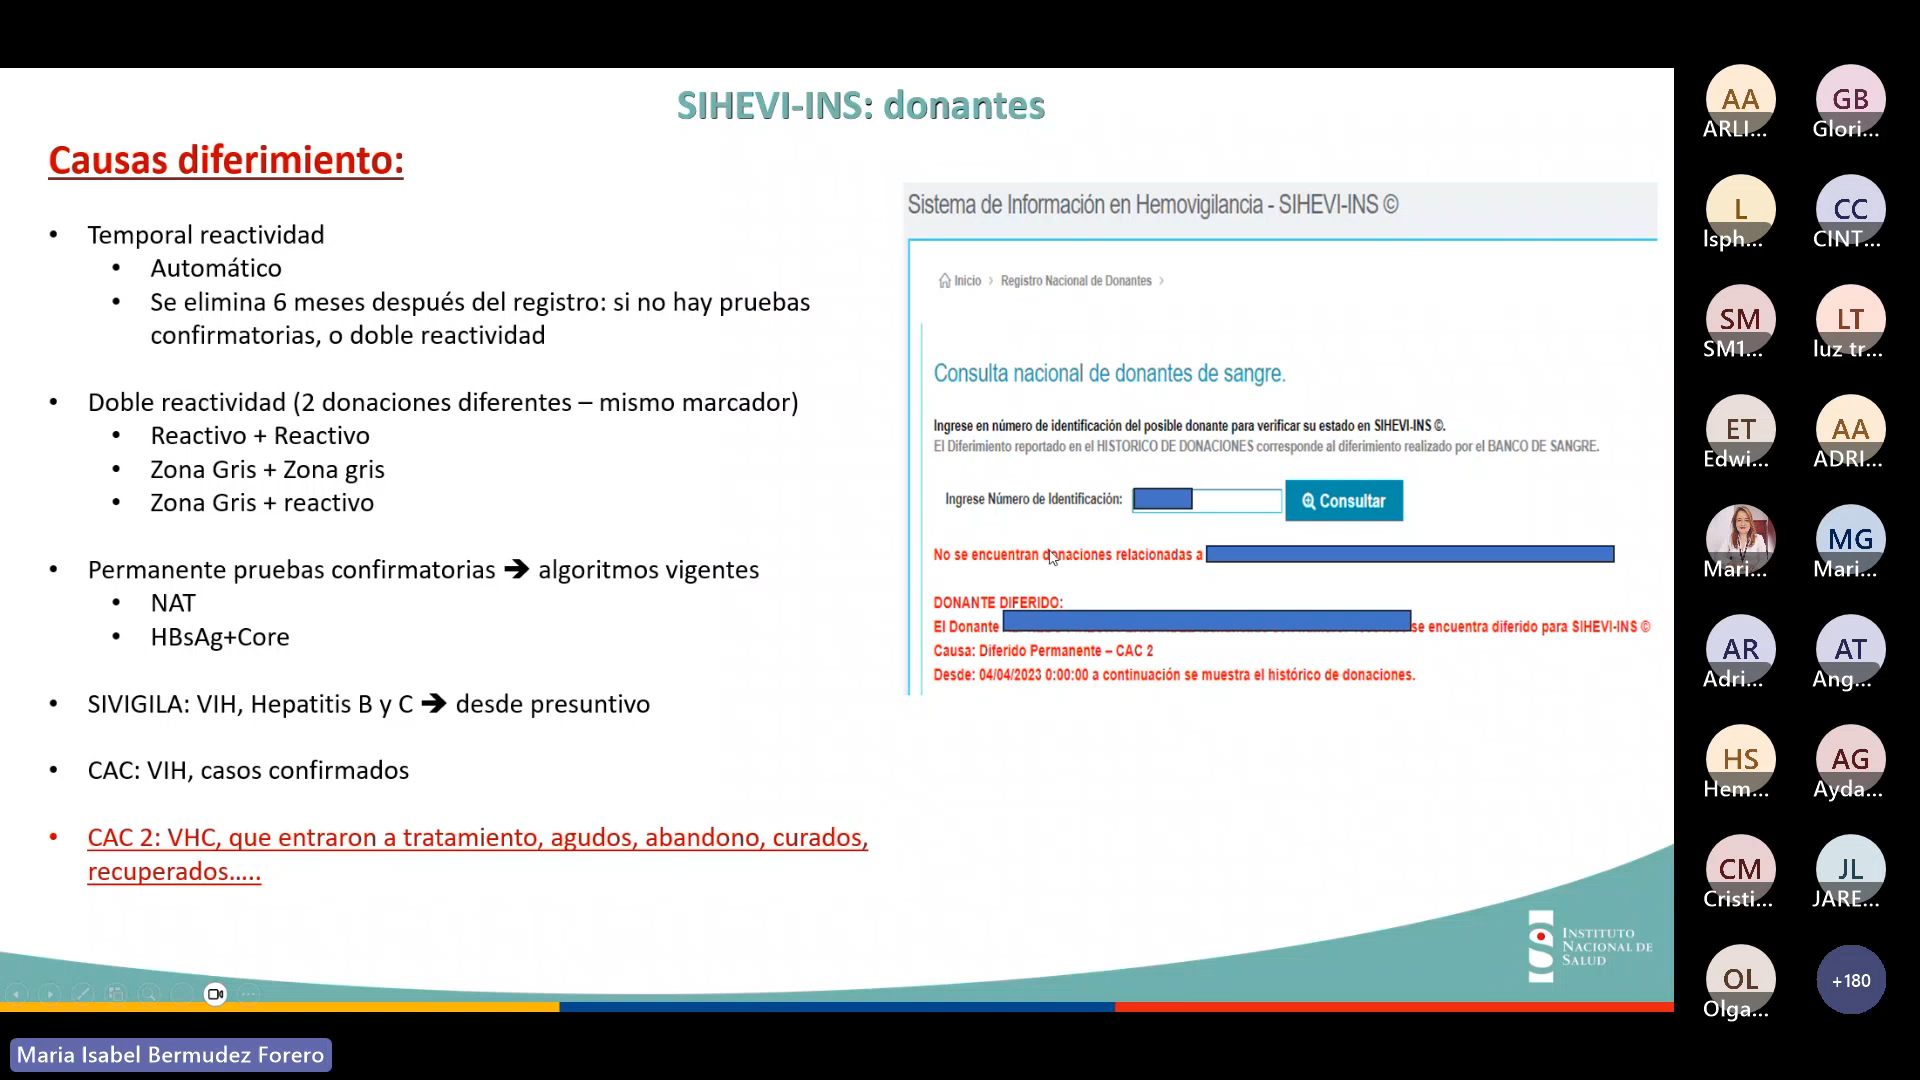 SIHEVI-INS: donantes
Causas diferimiento:
• Temporal reactividad
• Automático
• Se elimina 6 meses después del registro: si no hay pruebas
confirmatorias, o doble reactividad
• Doble reactividad (2 donaciones diferentes – mismo marcador)
• Reactivo + Reactivo
• Zona Gris + Zona gris
• Zona Gris + reactivo
• Permanente pruebas confirmatorias ➔ algoritmos vigentes
• NAT
• HBsAg+Core
• SIVIGILA: VIH, Hepatitis B y C ➔ desde presuntivo
• CAC: VIH, casos confirmados
• CAC 2: VHC, que entraron a tratamiento, agudos, abandono, curados,
recuperados.....
Sistema de Información en Hemovigilancia - SIHEVI-INS ©
Inicio > Registro Nacional de Donantes >
Consulta nacional de donantes de sangre.
Ingrese en número de identificación del posible donante para verificar su estado en SIHEVI-INS ©.
El Diferimiento reportado en el HISTORICO DE DONACIONES corresponde al diferimiento realizado por el BANCO DE SANGRE.
Ingrese Número de Identificación:
Consultar
No se encuentran donaciones relacionadas a
DONANTE DIFERIDO:
El Donante se encuentra diferido para SIHEVI-INS ©
Causa: Diferido Permanente – CAC 2
Desde: 04/04/2023 0:00:00 a continuación se muestra el histórico de donaciones.
INSTITUTO
NACIONAL DE
SALUD
Maria Isabel Bermudez Forero
AA
ARLI...
GB
Glori...
L
lsph...
CC
CINT...
SM
SM1...
LT
luz tr...
ET
Edwi...
AA
ADRI...
Mari...
MG
Mari...
AR
Adri...
AT
Ang...
HS
Hem...
AG
Ayda...
CM
Cristi...
JL
JARE...
OL
Olga...
+180